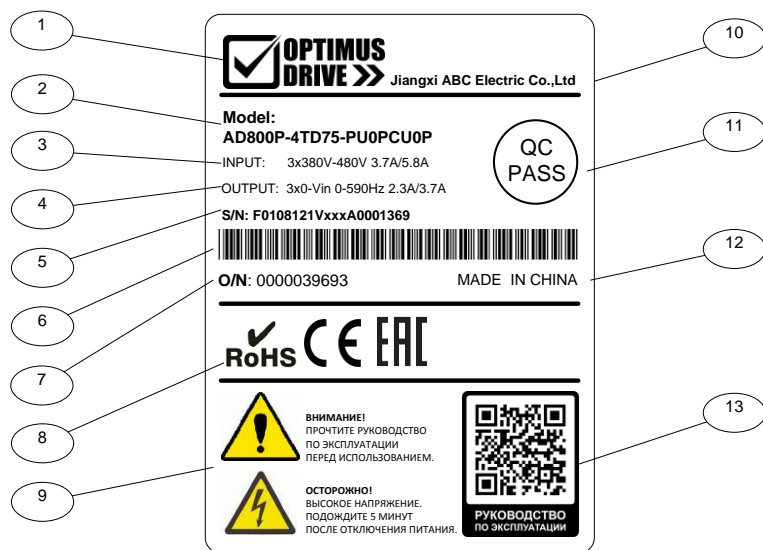 1
2
3
4
5
6
7
8
9
10
11
12
13
OPTIMUS
DRIVE
Jiangxi ABC Electric Co.,Ltd
Model:
AD800P-4TD75-PU0PCU0P
INPUT: 3x380V-480V 3.7A/5.8A
OUTPUT: 3x0-Vin 0-590Hz 2.3A/3.7A
QC
PASS
S/N: F0108121VxxxA0001369
O/N: 0000039693
MADE IN CHINA
RoHS CE EAC
ВНИМАНИЕ!
ПРОЧТИТЕ РУКОВОДСТВО
ПО ЭКСПЛУАТАЦИИ
ПЕРЕД ИСПОЛЬЗОВАНИЕМ.
ОСТОРОЖНО!
ВЫСОКОЕ НАПРЯЖЕНИЕ.
ПОДОЖДИТЕ 5 МИНУТ
ПОСЛЕ ОТКЛЮЧЕНИЯ ПИТАНИЯ.
РУКОВОДСТВО
ПО ЭКСПЛУАТАЦИИ